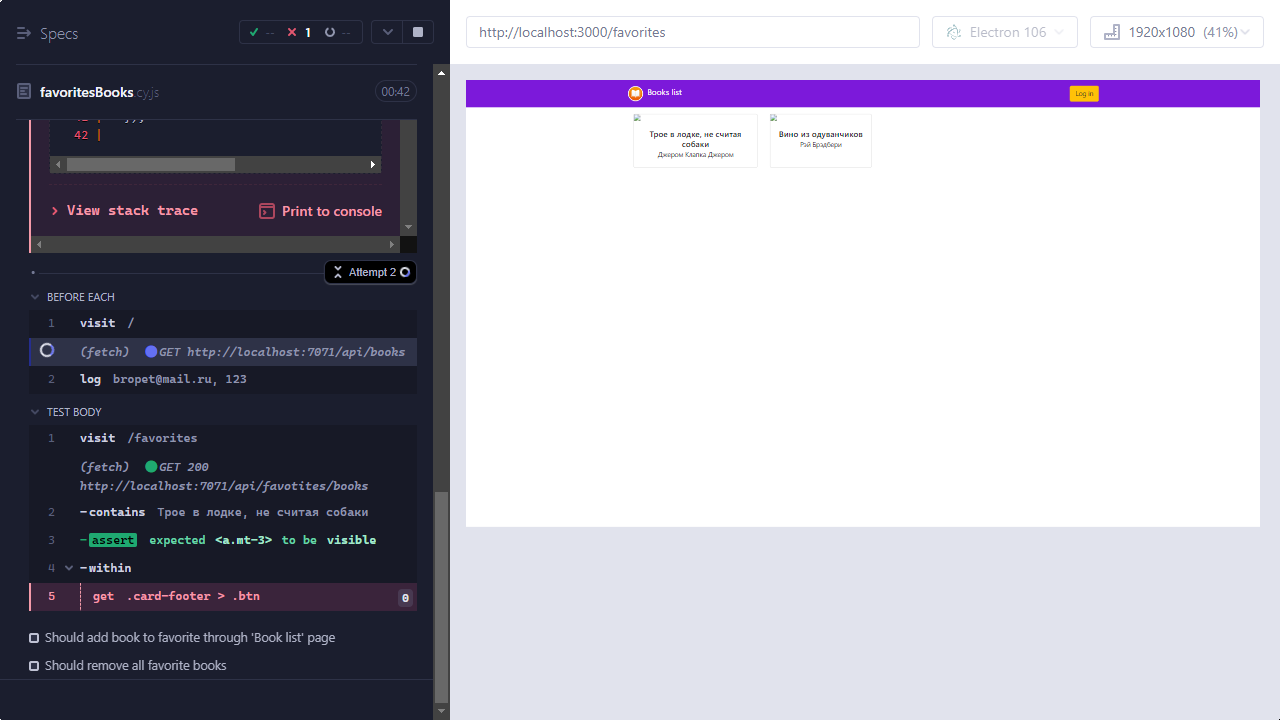 Specs
-- 1 --
favoritesBooks.cy.js
00:42
42 |
View stack trace
Print to console
Attempt 2
BEFORE EACH
1 visit /
(fetch) GET http://localhost:7071/api/books
2 log bropet@mail.ru, 123
TEST BODY
1 visit /favorites
(fetch) GET 200
http://localhost:7071/api/favotites/books
2 -contains Трое в лодке, не считая собаки
3 -assert expected <a.mt-3> to be visible
4 -within
5 get .card-footer > .btn 0
Should add book to favorite through 'Book list' page
Should remove all favorite books
http://localhost:3000/favorites
Electron 106
1920x1080 (41%)
Books list
Log in
Трое в лодке, не считая
собаки
Джером Клапка Джером
Вино из одуванчиков
Рэй Брэдбери